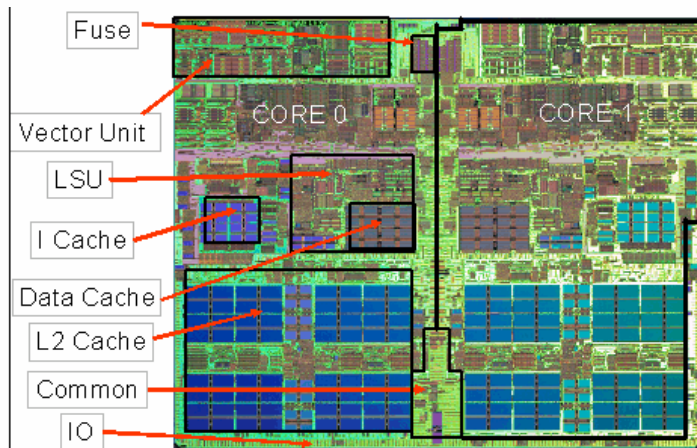 Fuse
CORE 0
CORE 1
Vector Unit
LSU
I Cache
Data Cache
L2 Cache
Common
IO